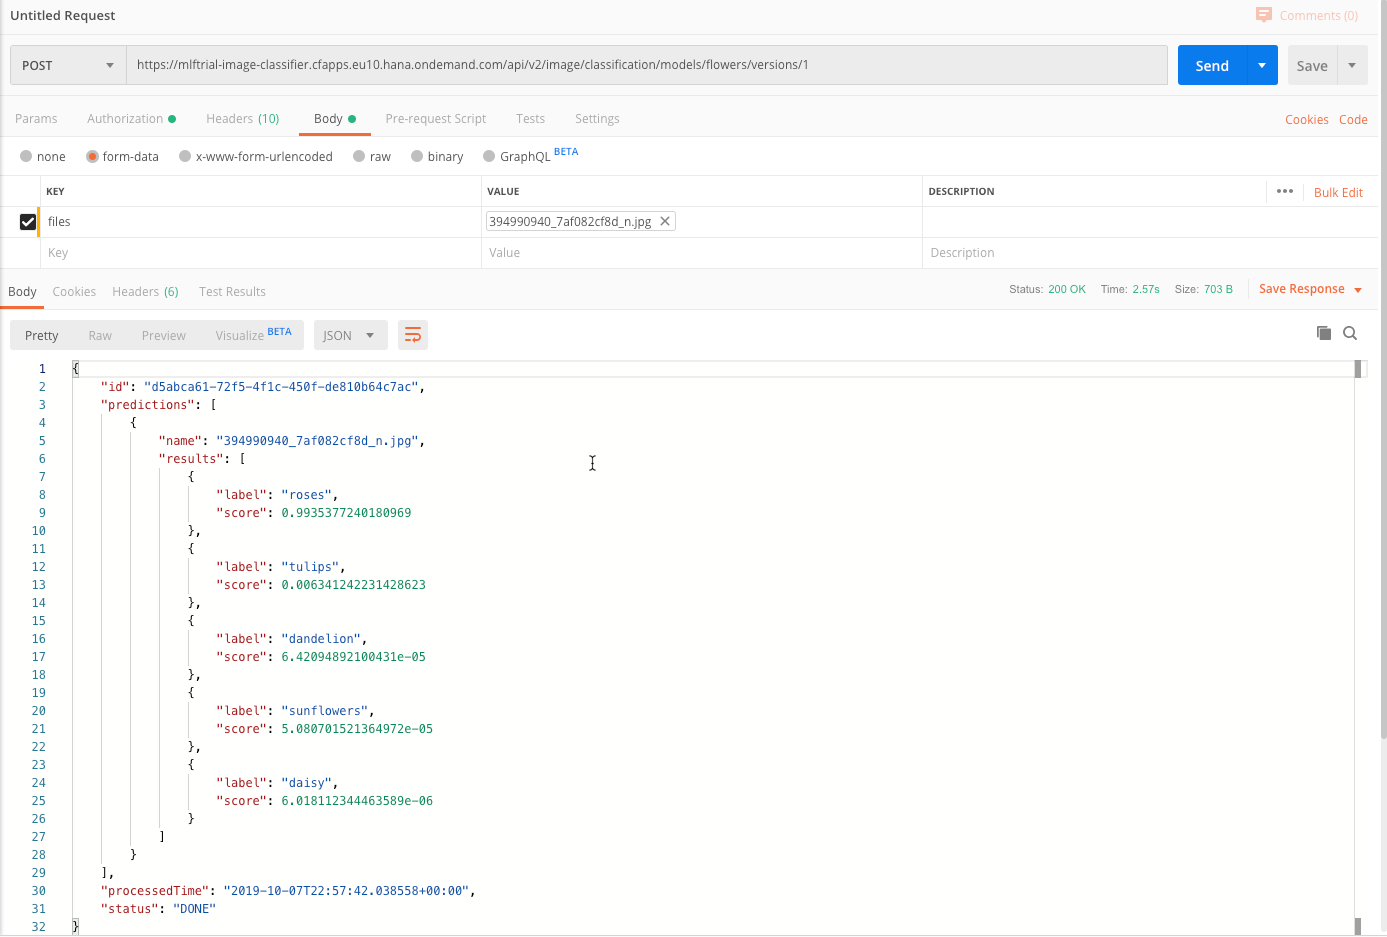 Untitled Request
Comments (0)
POST
https://mlftrial-image-classifier.cfapps.eu10.hana.ondemand.com/api/v2/image/classification/models/flowers/versions/1
Send
Save
Params Authorization Headers (10) Body Pre-request Script Tests Settings Cookies Code
none form-data x-www-form-urlencoded raw binary GraphQL BETA
KEY VALUE DESCRIPTION ••• Bulk Edit
files 394990940_7af082cf8d_n.jpg
Key Value Description
Body Cookies Headers (6) Test Results Status: 200 OK Time: 2.57s Size: 703 B Save Response
Pretty Raw Preview Visualize BETA JSON
1 {
2 "id": "d5abca61-72f5-4f1c-450f-de810b64c7ac",
3 "predictions": [
4 {
5 "name": "394990940_7af082cf8d_n.jpg",
6 "results": [
7 {
8 "label": "roses",
9 "score": 0.9935377240180969
10 },
11 {
12 "label": "tulips",
13 "score": 0.006341242231428623
14 },
15 {
16 "label": "dandelion",
17 "score": 6.42094892100431e-05
18 },
19 {
20 "label": "sunflowers",
21 "score": 5.080701521364972e-05
22 },
23 {
24 "label": "daisy",
25 "score": 6.018112344463589e-06
26 }
27 ]
28 }
29 ],
30 "processedTime": "2019-10-07T22:57:42.038558+00:00",
31 "status": "DONE"
32 }